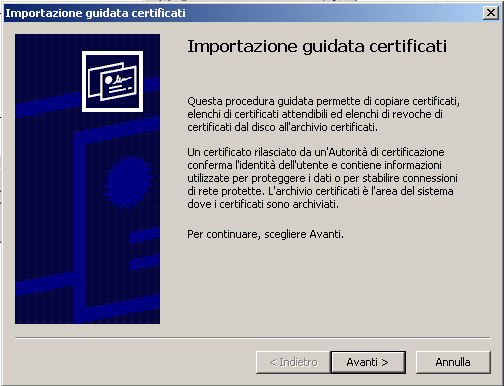 Importazione guidata certificati
Importazione guidata certificati
Questa procedura guidata permette di copiare certificati,
elenchi di certificati attendibili ed elenchi di revoche di
certificati dal disco all'archivio certificati.
Un certificato rilasciato da un'Autorità di certificazione
conferma l'identità dell'utente e contiene informazioni
utilizzate per proteggere i dati o per stabilire connessioni
di rete protette. L'archivio certificati è l'area del sistema
dove i certificati sono archiviati.
Per continuare, scegliere Avanti.
< Indietro Avanti > Annulla